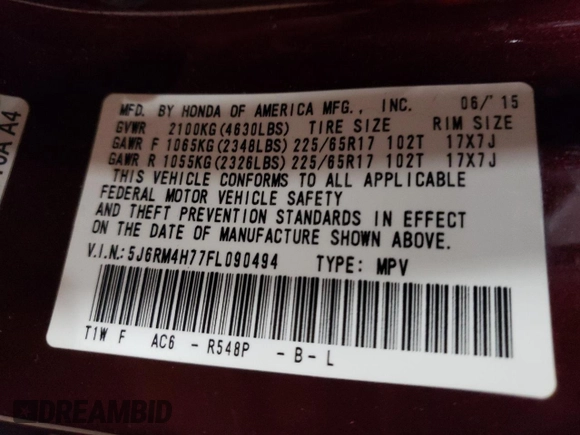 MFD. BY HONDA OF AMERICA MFG., INC. 06/'15
GVWR 2100KG(4630LBS) TIRE SIZE RIM SIZE
GAWR F 1065KG(2348LBS) 225/65R17 102T 17X7J
GAWR R 1055KG(2326LBS) 225/65R17 102T 17X7J
THIS VEHICLE CONFORMS TO ALL APPLICABLE
FEDERAL MOTOR VEHICLE SAFETY
AND THEFT PREVENTION STANDARDS IN EFFECT
ON THE DATE OF MANUFACTURE SHOWN ABOVE.
V.I.N.: 5J6RM4H77FL090494 TYPE: MPV
T1W F AC6 - R548P - B - L
DREAMBID